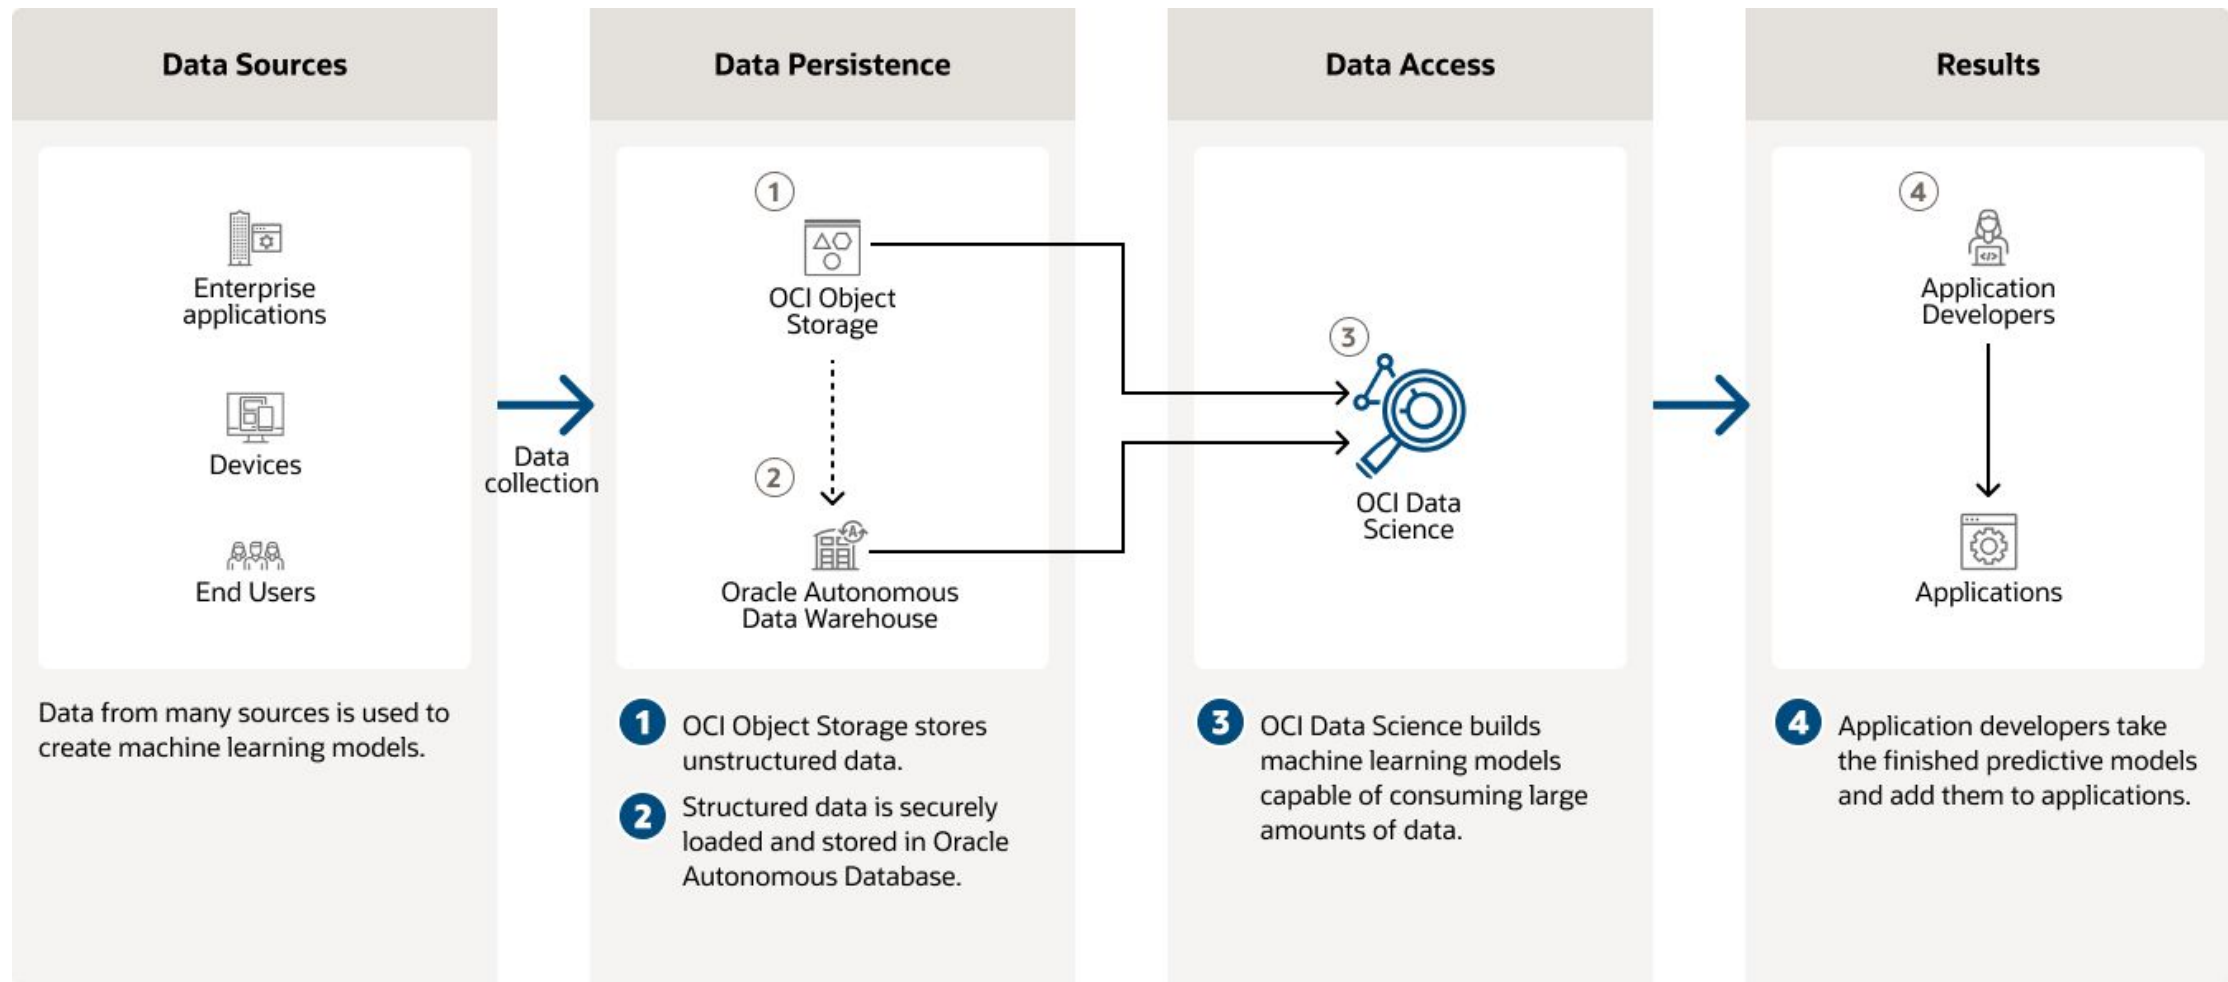 Data Sources
Enterprise
applications
Devices
End Users
Data from many sources is used to
create machine learning models.
Data
collection
Data Persistence
1
OCI Object
Storage
2
Oracle Autonomous
Data Warehouse
1 OCI Object Storage stores
unstructured data.
2 Structured data is securely
loaded and stored in Oracle
Autonomous Database.
Data Access
3
OCI Data
Science
3 OCI Data Science builds
machine learning models
capable of consuming large
amounts of data.
Results
4
Application
Developers
Applications
4 Application developers take
the finished predictive models
and add them to applications.